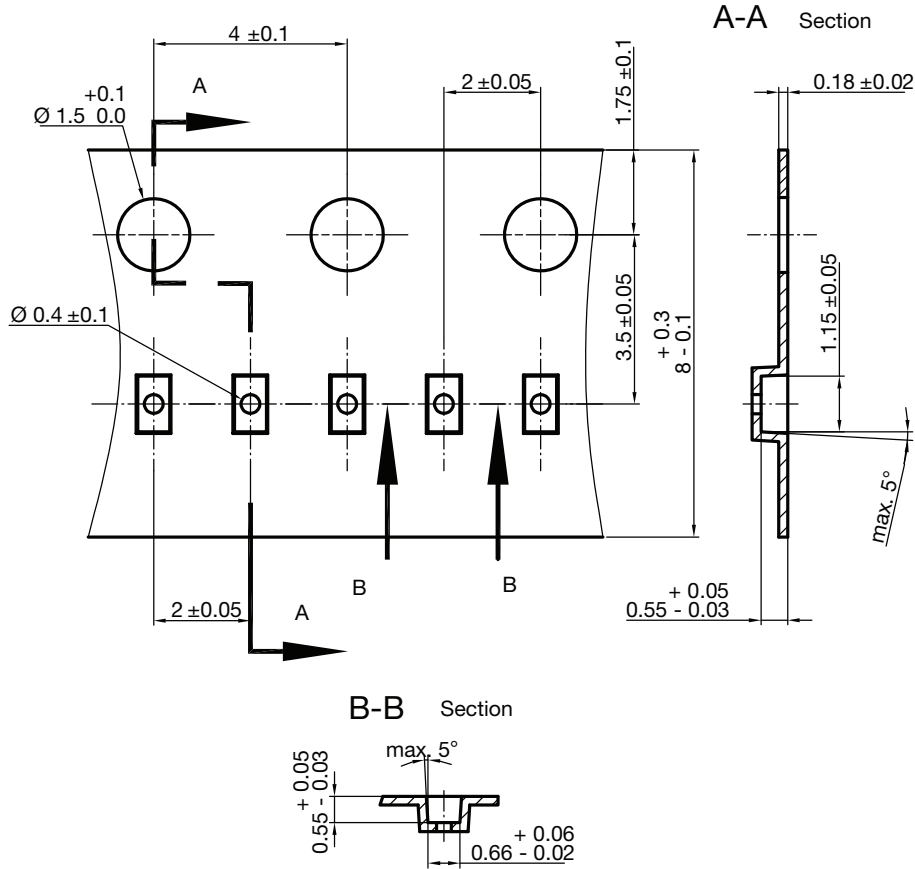 A-A Section
4 ±0.1
A
+0.1
Ø 1.5 0.0
2 ±0.05
1.75 ±0.1
0.18 ±0.02
Ø 0.4 ±0.1
3.5 ±0.05
+ 0.3
8 - 0.1
1.15 ±0.05
max. 5°
B
B
2 ±0.05
A
+ 0.05
0.55 - 0.03
B-B Section
max. 5°
+ 0.05
0.55 - 0.03
+ 0.06
0.66 - 0.02